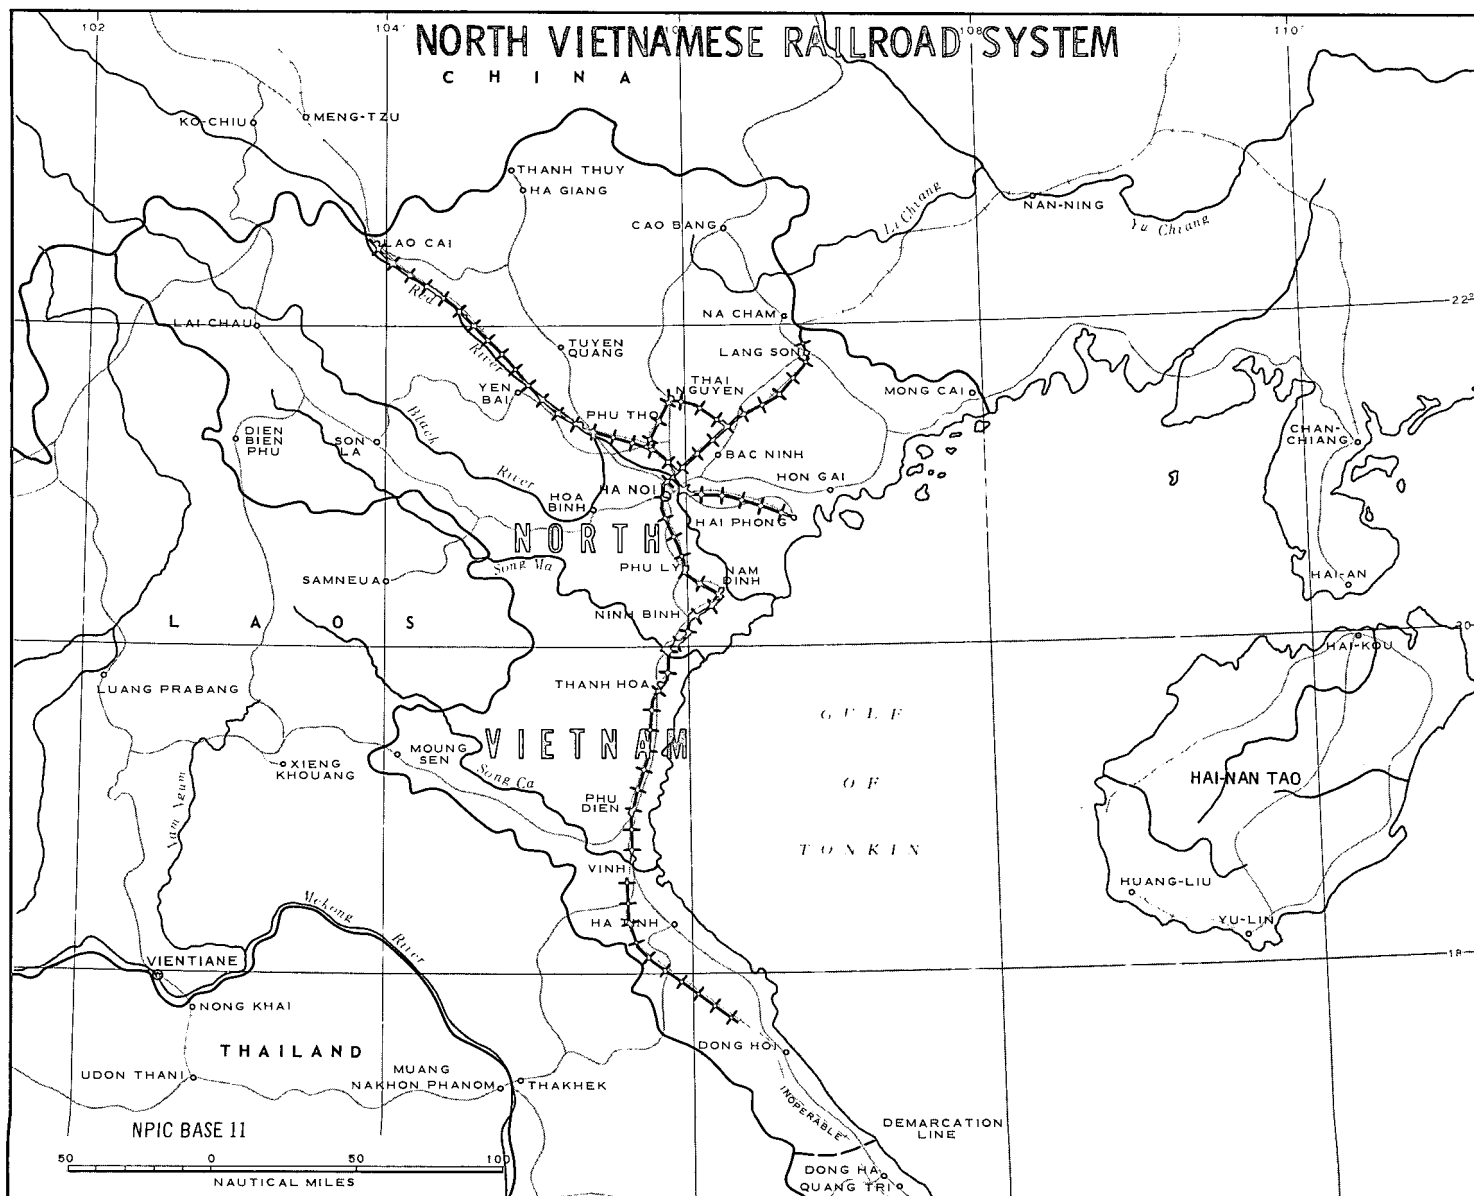 102
104°
108°
110°
NORTH VIETNAMESE RAILROAD SYSTEM
CHINA
KO-CHIU
MENG-TZU
THANH THUY
HA GIANG
CAO BANG
Li Chiang
NAN-NING
Yu Chiang
LAO CAI
Red
River
22°
NA CHAM
LAI CHAU
TUYEN
QUANG
LANG SON
THAI
NGUYEN
YEN
BAI
MONG CAI
PHU THO
Black
River
DIEN
BIEN
PHU
SON
LA
CHAN-
CHIANG
BAC NINH
HON GAI
HA NOI
HOA
BINH
HAI PHONG
NORTH
VIETNAM
Song Ma
PHU LY
NAM
DINH
SAMNEUA
HAI-AN
NINH BINH
LAOS
20
HAI-KOU
LUANG PRABANG
THANH HOA
GULF
OF
TONKIN
MOUNG
SEN
XIENG
KHOUANG
Song Ca
HAI-NAN TAO
PHU
DIEN
Nam Ngum
VINH
HUANG-LIU
Mekong
River
HA TINH
YU-LIN
VIENTIANE
18
NONG KHAI
THAILAND
DONG HOI
UDON THANI
MUANG
NAKHON PHANOM
THAKHEK
INOPERABLE
DEMARCATION
LINE
NPIC BASE 11
50 0 50 100
NAUTICAL MILES
DONG HA
QUANG TRI